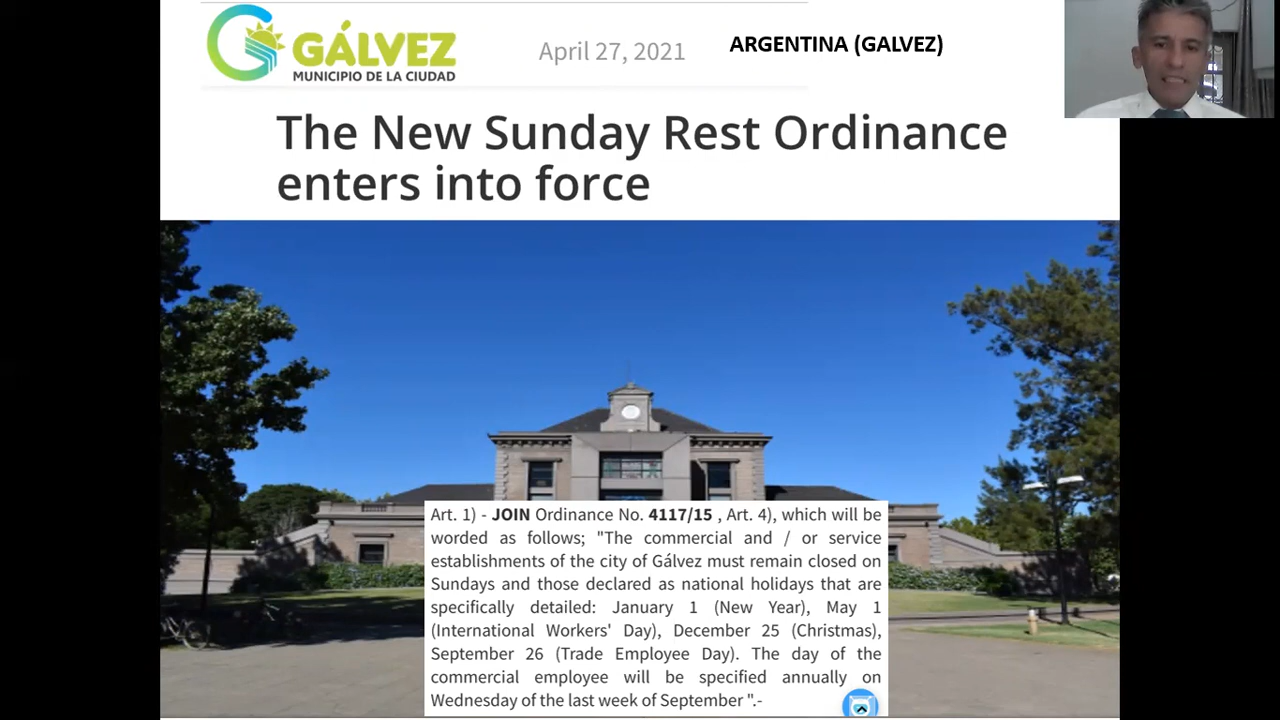 GÁLVEZ
MUNICIPIO DE LA CIUDAD
April 27, 2021
ARGENTINA (GALVEZ)
The New Sunday Rest Ordinance
enters into force
Art. 1) - JOIN Ordinance No. 4117/15 , Art. 4), which will be
worded as follows; "The commercial and / or service
establishments of the city of Gálvez must remain closed on
Sundays and those declared as national holidays that are
specifically detailed: January 1 (New Year), May 1
(International Workers' Day), December 25 (Christmas),
September 26 (Trade Employee Day). The day of the
commercial employee will be specified annually on
Wednesday of the last week of September ".-